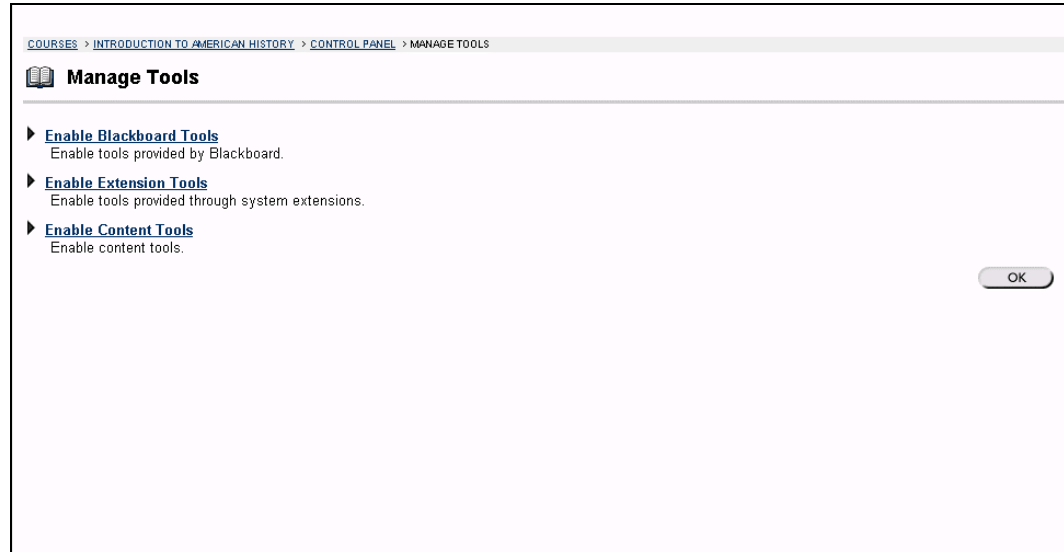 COURSES > INTRODUCTION TO AMERICAN HISTORY > CONTROL PANEL > MANAGE TOOLS
Manage Tools
Enable Blackboard Tools
Enable tools provided by Blackboard.
Enable Extension Tools
Enable tools provided through system extensions.
Enable Content Tools
Enable content tools.
OK